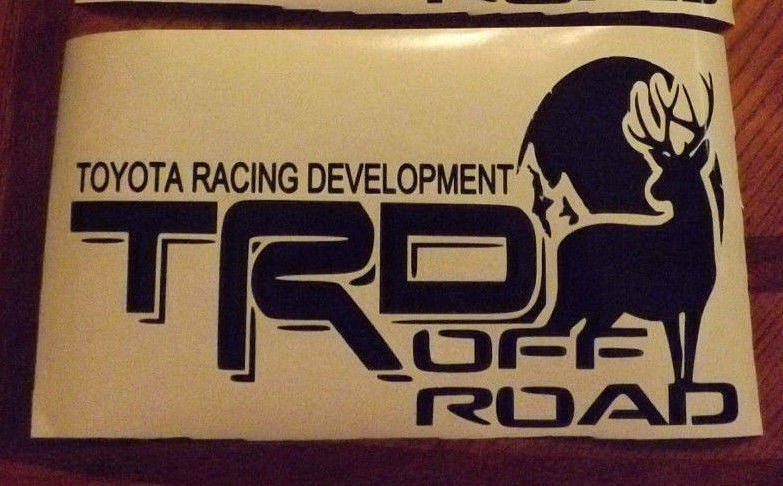 TOYOTA RACING DEVELOPMENT
TRD
OFF
ROAD